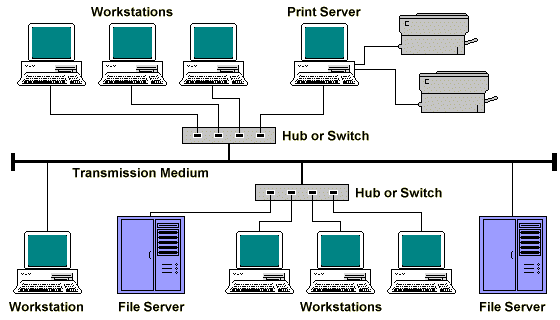 Workstations
Print Server
Hub or Switch
Transmission Medium
Hub or Switch
Workstation
File Server
Workstations
File Server